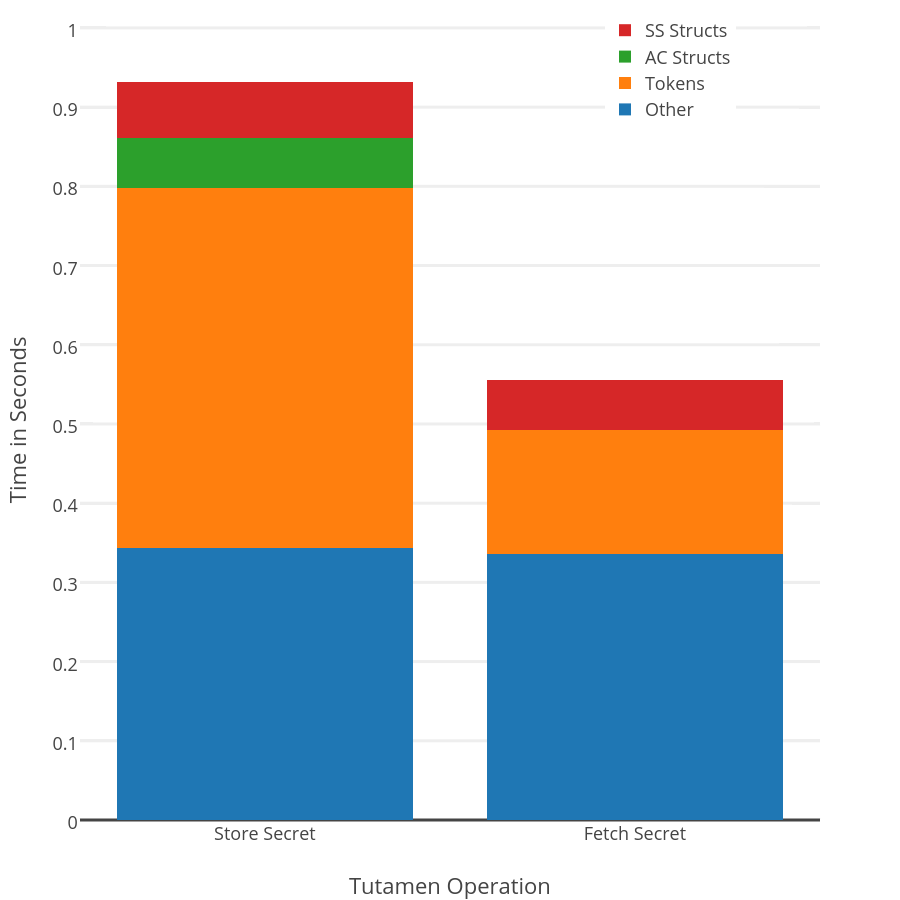 SS Structs
AC Structs
Tokens
Other
1
0.9
0.8
0.7
0.6
0.5
0.4
0.3
0.2
0.1
0
Time in Seconds
Store Secret
Fetch Secret
Tutamen Operation